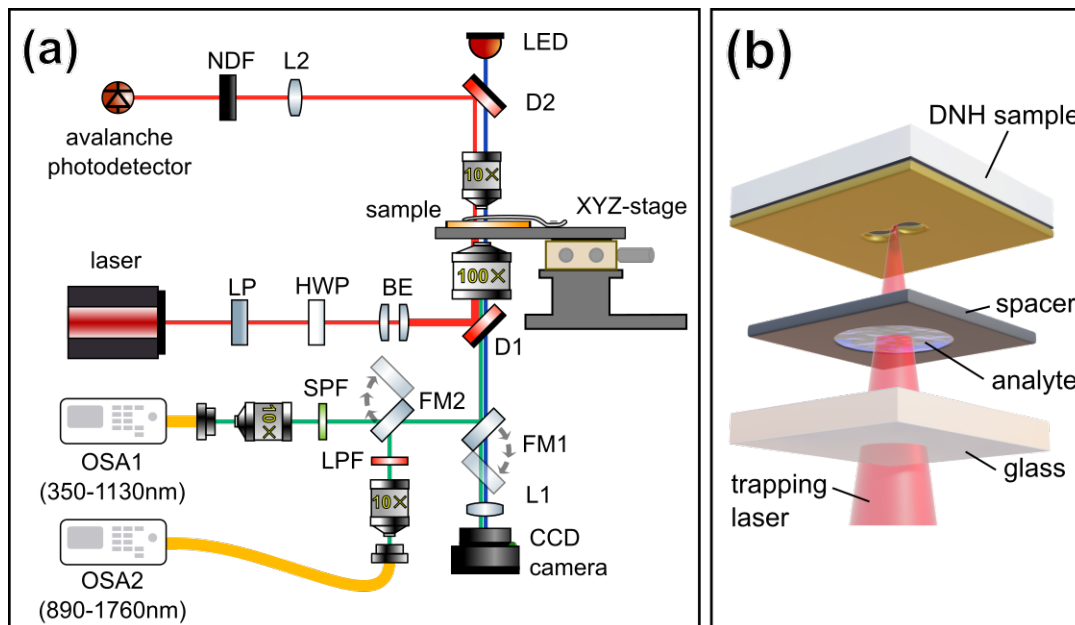 (a)
LED
NDF
L2
D2
avalanche
photodetector
10×
sample
XYZ-stage
laser
LP
HWP
BE
100×
D1
SPF
FM2
10×
FM1
OSA1
(350-1130nm)
LPF
10×
L1
OSA2
(890-1760nm)
CCD
camera
(b)
DNH sample
spacer
analyte
glass
trapping
laser